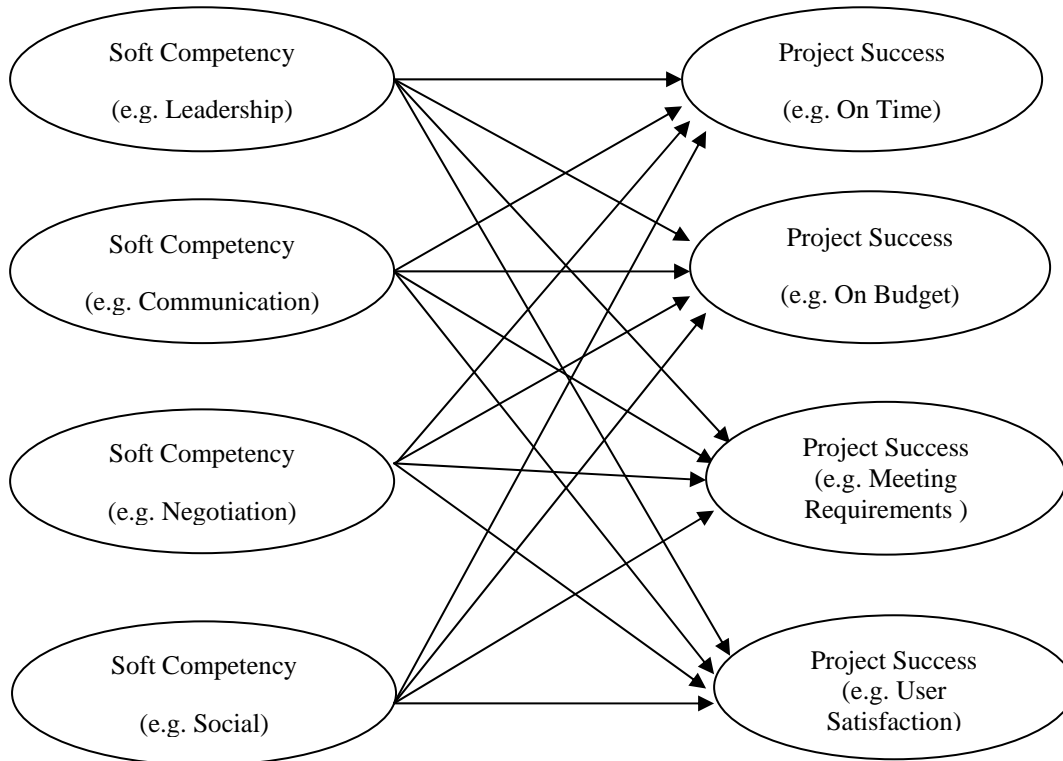 Soft Competency
(e.g. Leadership)
Project Success
(e.g. On Time)
Soft Competency
(e.g. Communication)
Project Success
(e.g. On Budget)
Soft Competency
(e.g. Negotiation)
Project Success
(e.g. Meeting
Requirements )
Soft Competency
(e.g. Social)
Project Success
(e.g. User
Satisfaction)